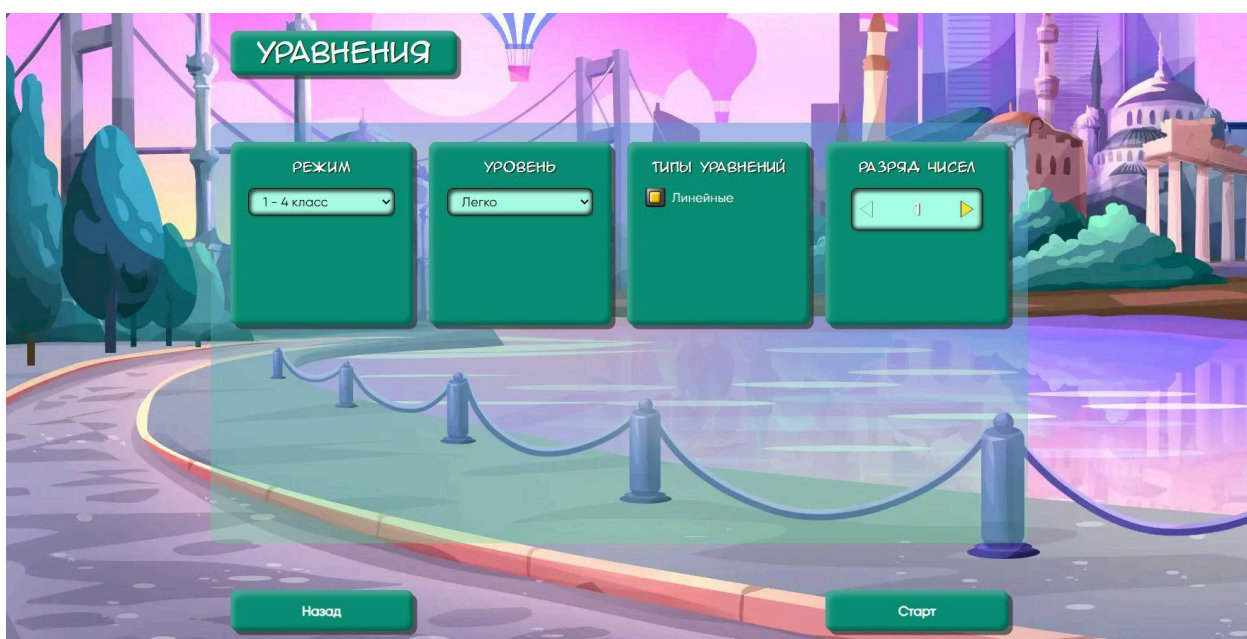 УРАВНЕНИЯ
РЕЖИМ
1 - 4 класс
УРОВЕНЬ
Легко
ТИПЫ УРАВНЕНИЙ
Линейные
РАЗРЯД ЧИСЕЛ
1
Назад
Старт